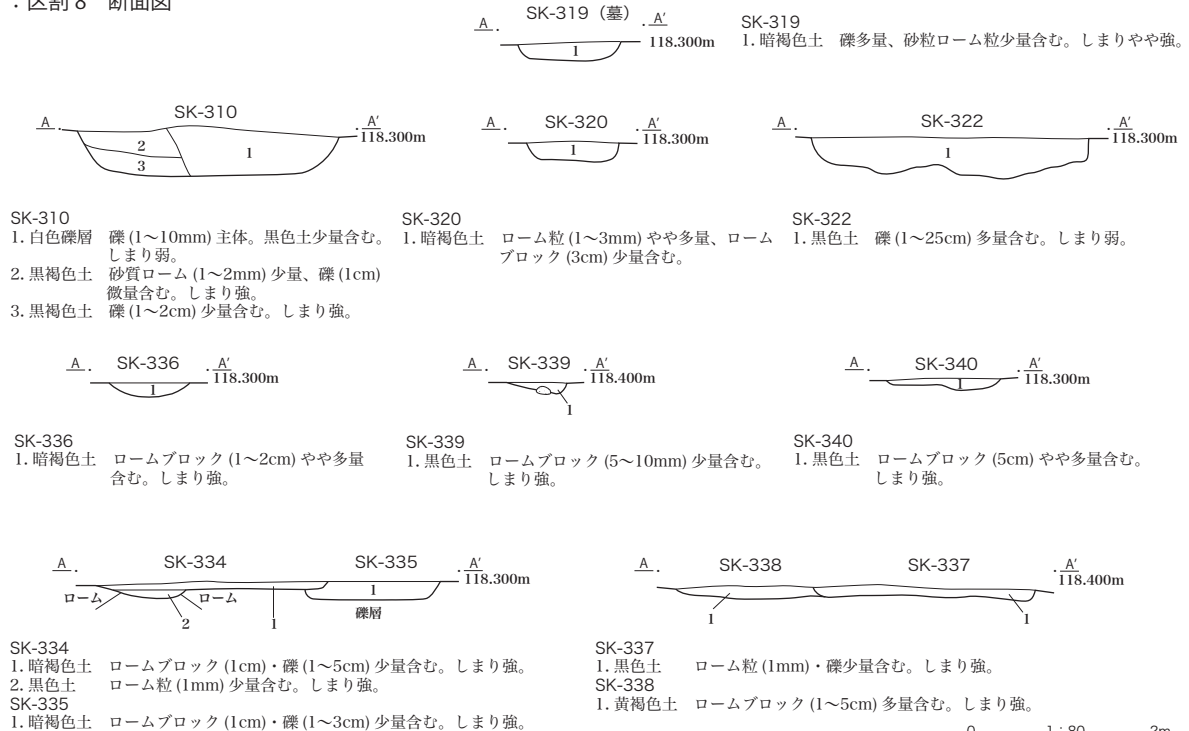 ：区割 8　断面図
SK-319（墓）
A
A′
118.300m
1
SK-319
1. 暗褐色土　礫多量、砂粒ローム粒少量含む。しまりやや強。
SK-310
A
A′
118.300m
1
2
3
SK-320
A
A′
118.300m
1
SK-322
A
A′
118.300m
1
SK-310
1. 白色礫層　礫 (1～10mm) 主体。黒色土少量含む。
しまり弱。
2. 黒褐色土　砂質ローム (1～2mm) 少量、礫 (1cm)
微量含む。しまり強。
3. 黒褐色土　礫 (1～2cm) 少量含む。しまり強。
SK-320
1. 暗褐色土　ローム粒 (1～3mm) やや多量、ローム
ブロック (3cm) 少量含む。
SK-322
1. 黒色土　礫 (1～25cm) 多量含む。しまり弱。
SK-336
A
A′
118.300m
1
SK-339
A
A′
118.400m
1
SK-340
A
A′
118.300m
1
SK-336
1. 暗褐色土　ロームブロック (1～2cm) やや多量
含む。しまり強。
SK-339
1. 黒色土　ロームブロック (5～10mm) 少量含む。
しまり強。
SK-340
1. 黒色土　ロームブロック (5cm) やや多量含む。
しまり強。
SK-334
SK-335
A
A′
118.300m
1
ローム
ローム
礫層
2
1
SK-338
SK-337
A
A′
118.400m
1
1
SK-334
1. 暗褐色土　ロームブロック (1cm)・礫 (1～5cm) 少量含む。しまり強。
2. 黒色土　ローム粒 (1mm) 少量含む。しまり強。
SK-335
1. 暗褐色土　ロームブロック (1cm)・礫 (1～3cm) 少量含む。しまり強。
SK-337
1. 黒色土　ローム粒 (1mm)・礫少量含む。しまり強。
SK-338
1. 黄褐色土　ロームブロック (1～5cm) 多量含む。しまり強。
0　1：80　2m